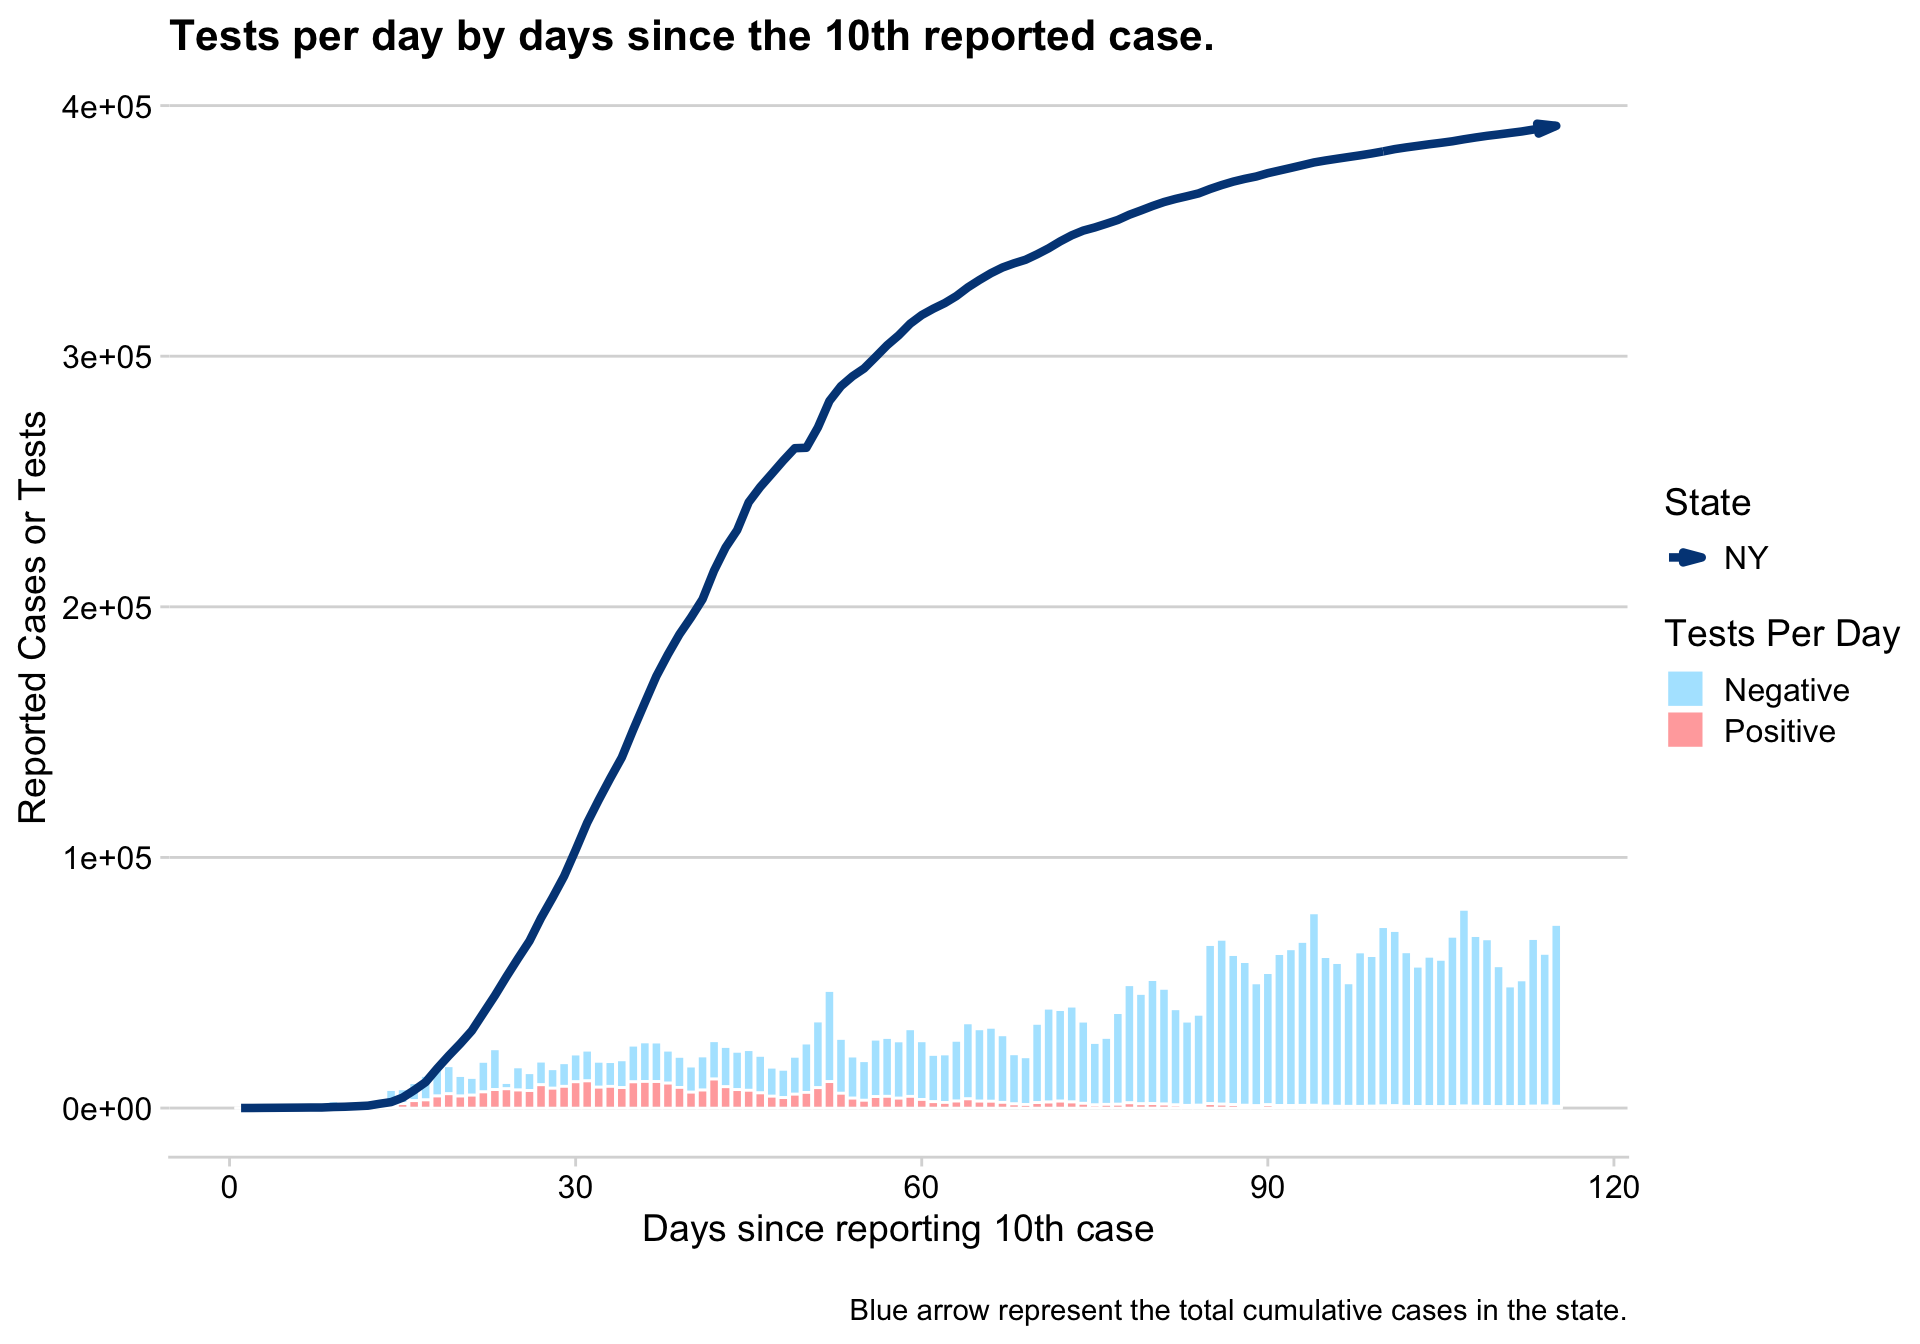 Tests per day by days since the 10th reported case.
4e+05
3e+05
2e+05
1e+05
0e+00
Reported Cases or Tests
0
30
60
90
120
Days since reporting 10th case
State
NY
Tests Per Day
Negative
Positive
Blue arrow represent the total cumulative cases in the state.